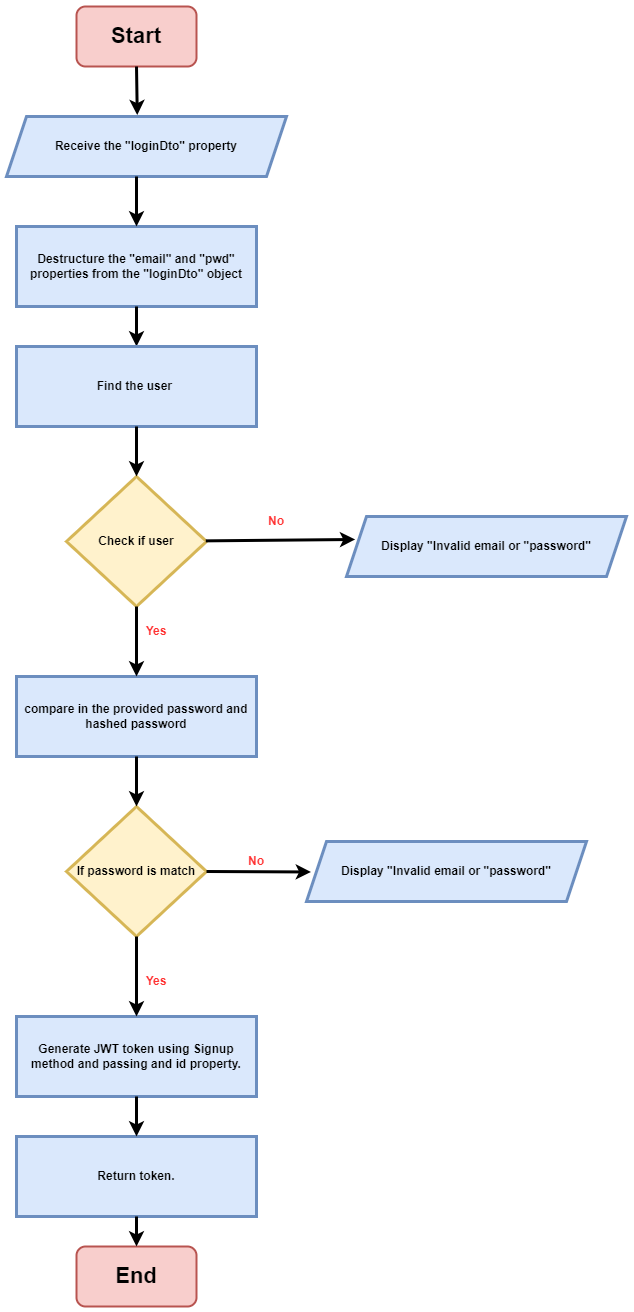 Start
Receive the "loginDto" property
Destructure the "email" and "pwd"
properties from the "loginDto" object
Find the user
Check if user
No
Display "Invalid email or "password"
Yes
compare in the provided password and
hashed password
If password is match
No
Display "Invalid email or "password"
Yes
Generate JWT token using Signup
method and passing and id property.
Return token.
End